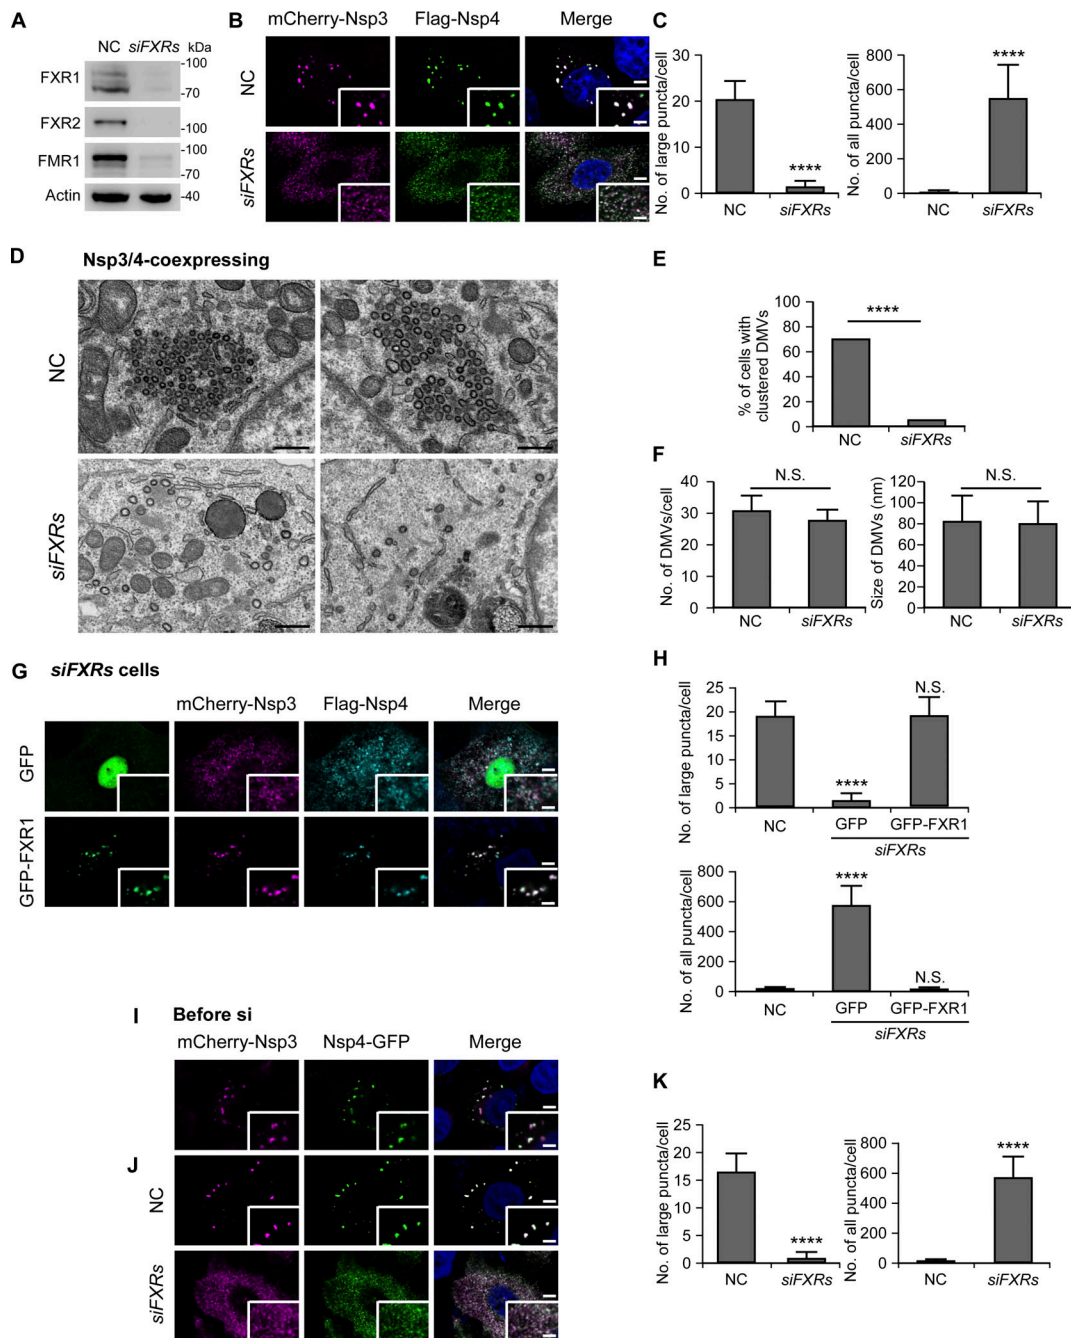 A
NC siFXRs kDa
FXR1
-100
-70
FXR2
-100
FMR1
-100
-70
Actin
-40
B
mCherry-Nsp3 Flag-Nsp4 Merge
NC
siFXRs
C
No. of large puncta/cell
30
20
10
0
****
NC siFXRs
No. of all puncta/cell
800
600
400
200
0
****
NC siFXRs
D
Nsp3/4-coexpressing
NC
siFXRs
E
% of cells with
clustered DMVs
100
80
60
40
20
0
****
NC siFXRs
F
No. of DMVs/cell
40
30
20
10
0
N.S.
NC siFXRs
Size of DMVs (nm)
120
100
80
60
40
20
0
N.S.
NC siFXRs
G
siFXRs cells
mCherry-Nsp3 Flag-Nsp4 Merge
GFP
GFP-FXR1
H
No. of large puncta/cell
25
20
15
10
5
0
****
N.S.
NC GFP GFP-FXR1
siFXRs
No. of all puncta/cell
800
600
400
200
0
****
N.S.
NC GFP GFP-FXR1
siFXRs
I
Before si
mCherry-Nsp3 Nsp4-GFP Merge
J
NC
siFXRs
K
No. of large puncta/cell
25
20
15
10
5
0
****
NC siFXRs
No. of all puncta/cell
800
600
400
200
0
****
NC siFXRs